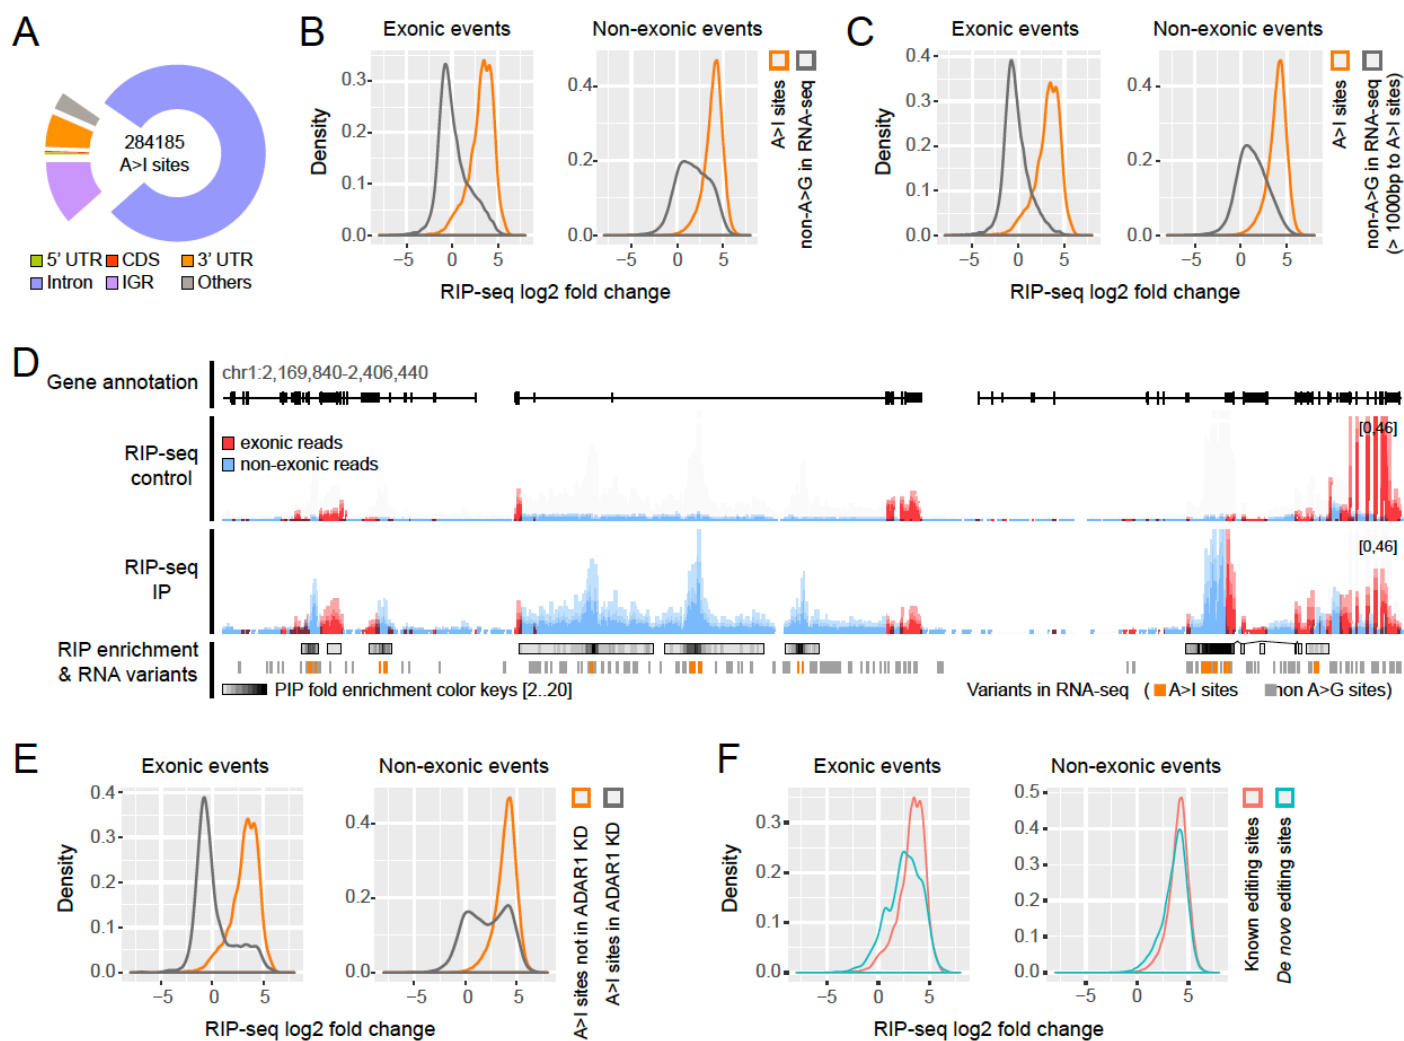 A
284185
A>I sites
5' UTR CDS 3' UTR
Intron IGR Others
B
Exonic events Non-exonic events
Density
0.3
0.2
0.1
0.0
−5 0 5
0.4
0.2
0.0
−5 0 5
RIP-seq log2 fold change
A>I sites
non-A>G in RNA-seq
C
Exonic events Non-exonic events
Density
0.4
0.3
0.2
0.1
0.0
−5 0 5
0.4
0.2
0.0
−5 0 5
RIP-seq log2 fold change
A>I sites
non-A>G in RNA-seq
(> 1000bp to A>I sites)
D
Gene annotation
chr1:2,169,840-2,406,440
RIP-seq
control
exonic reads
non-exonic reads
[0,46]
RIP-seq
IP
[0,46]
RIP enrichment
& RNA variants
PIP fold enrichment color keys [2..20]
Variants in RNA-seq ( A>I sites non A>G sites)
E
Exonic events Non-exonic events
Density
0.4
0.3
0.2
0.1
0.0
−5 0 5
0.4
0.2
0.0
−5 0 5
RIP-seq log2 fold change
A>I sites not in ADAR1 KD
A>I sites in ADAR1 KD
F
Exonic events Non-exonic events
Density
0.3
0.2
0.1
0.0
−5 0 5
0.5
0.4
0.3
0.2
0.1
0.0
−5 0 5
RIP-seq log2 fold change
Known editing sites
De novo editing sites